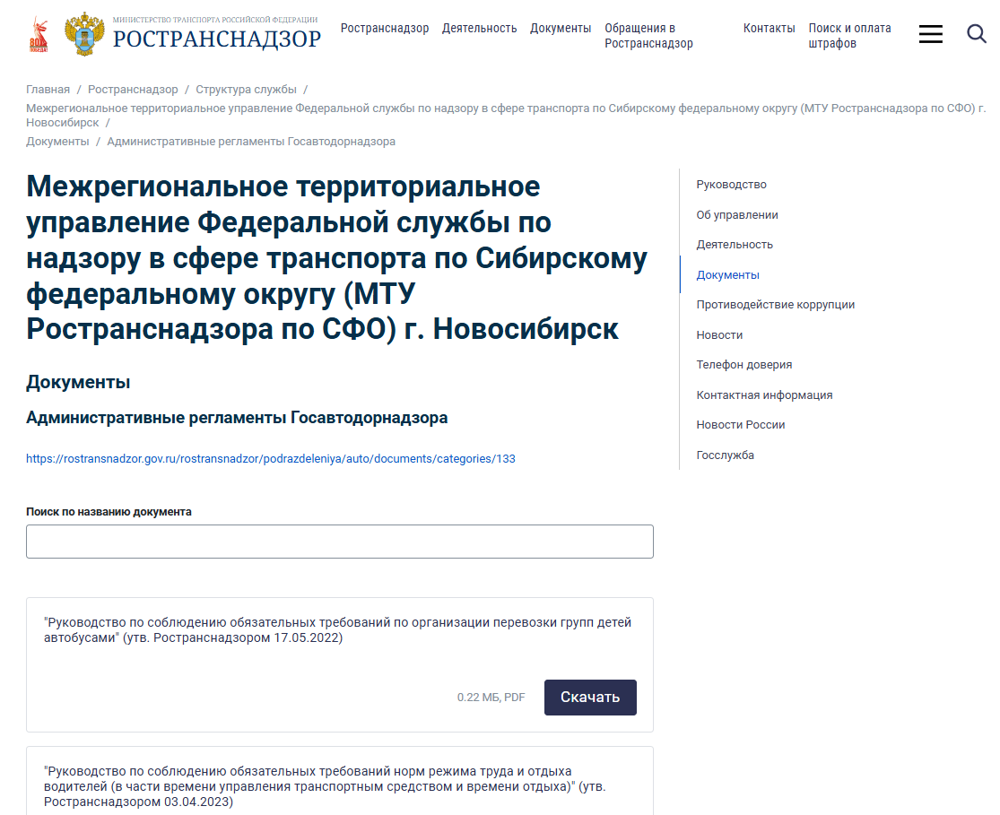 80
ПОБЕДА!
МИНИСТЕРСТВО ТРАНСПОРТА РОССИЙСКОЙ ФЕДЕРАЦИИ
РОСТРАНСНАДЗОР
Ространснадзор
Деятельность
Документы
Обращения в
Ространснадзор
Контакты
Поиск и оплата
штрафов
Главная / Ространснадзор / Структура службы /
Межрегиональное территориальное управление Федеральной службы по надзору в сфере транспорта по Сибирскому федеральному округу (МТУ Ространснадзора по СФО) г.
Новосибирск /
Документы / Административные регламенты Госавтодорнадзора
Межрегиональное территориальное
управление Федеральной службы по
надзору в сфере транспорта по Сибирскому
федеральному округу (МТУ
Ространснадзора по СФО) г. Новосибирск
Документы
Административные регламенты Госавтодорнадзора
https://rostransnadzor.gov.ru/rostransnadzor/podrazdeleniya/auto/documents/categories/133
Поиск по названию документа
"Руководство по соблюдению обязательных требований по организации перевозки групп детей
автобусами" (утв. Ространснадзором 17.05.2022)
0.22 МБ, PDF
Скачать
"Руководство по соблюдению обязательных требований норм режима труда и отдыха
водителей (в части времени управления транспортным средством и времени отдыха)" (утв.
Ространснадзором 03.04.2023)
Руководство
Об управлении
Деятельность
Документы
Противодействие коррупции
Новости
Телефон доверия
Контактная информация
Новости России
Госслужба